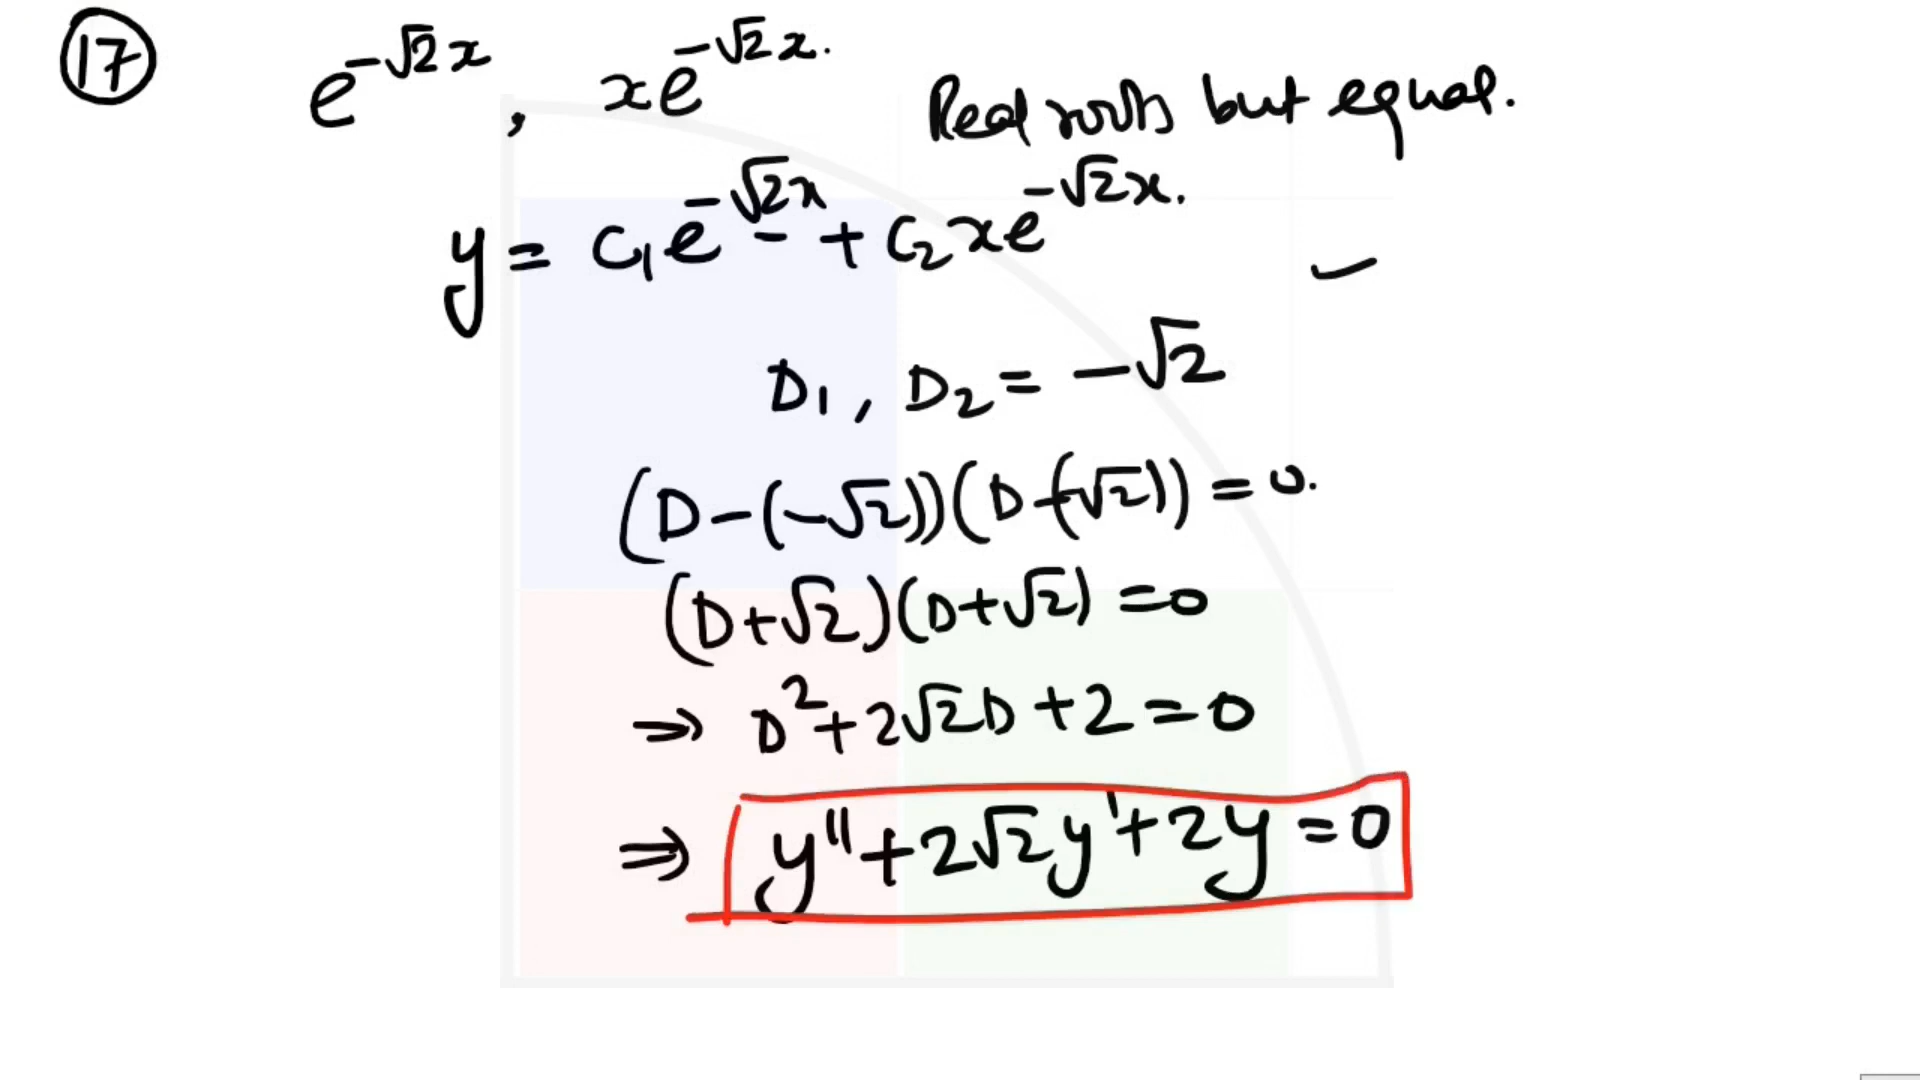 17 e^{-√2x}, xe^{-√2x}. Real roots but equal.
y = C₁e^{-√2x} + C₂xe^{-√2x}.
D₁, D₂ = -√2
(D-(-√2))(D-(-√2)) = 0.
(D+√2)(D+√2) = 0
⇒ D² + 2√2D + 2 = 0
⇒ y'' + 2√2y' + 2y = 0